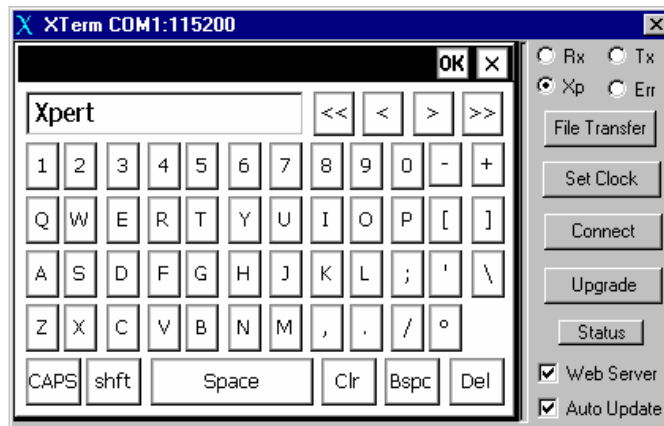 XTerm COM1:115200
OK ×
Rx Tx
Xp Err
Xpert << < > >>
File Transfer
1 2 3 4 5 6 7 8 9 0 - +
Set Clock
Q W E R T Y U I O P [ ]
Connect
A S D F G H J K L ; ' \
Upgrade
Z X C V B N M , . / °
Status
CAPS shft Space Clr Bspc Del
Web Server
Auto Update